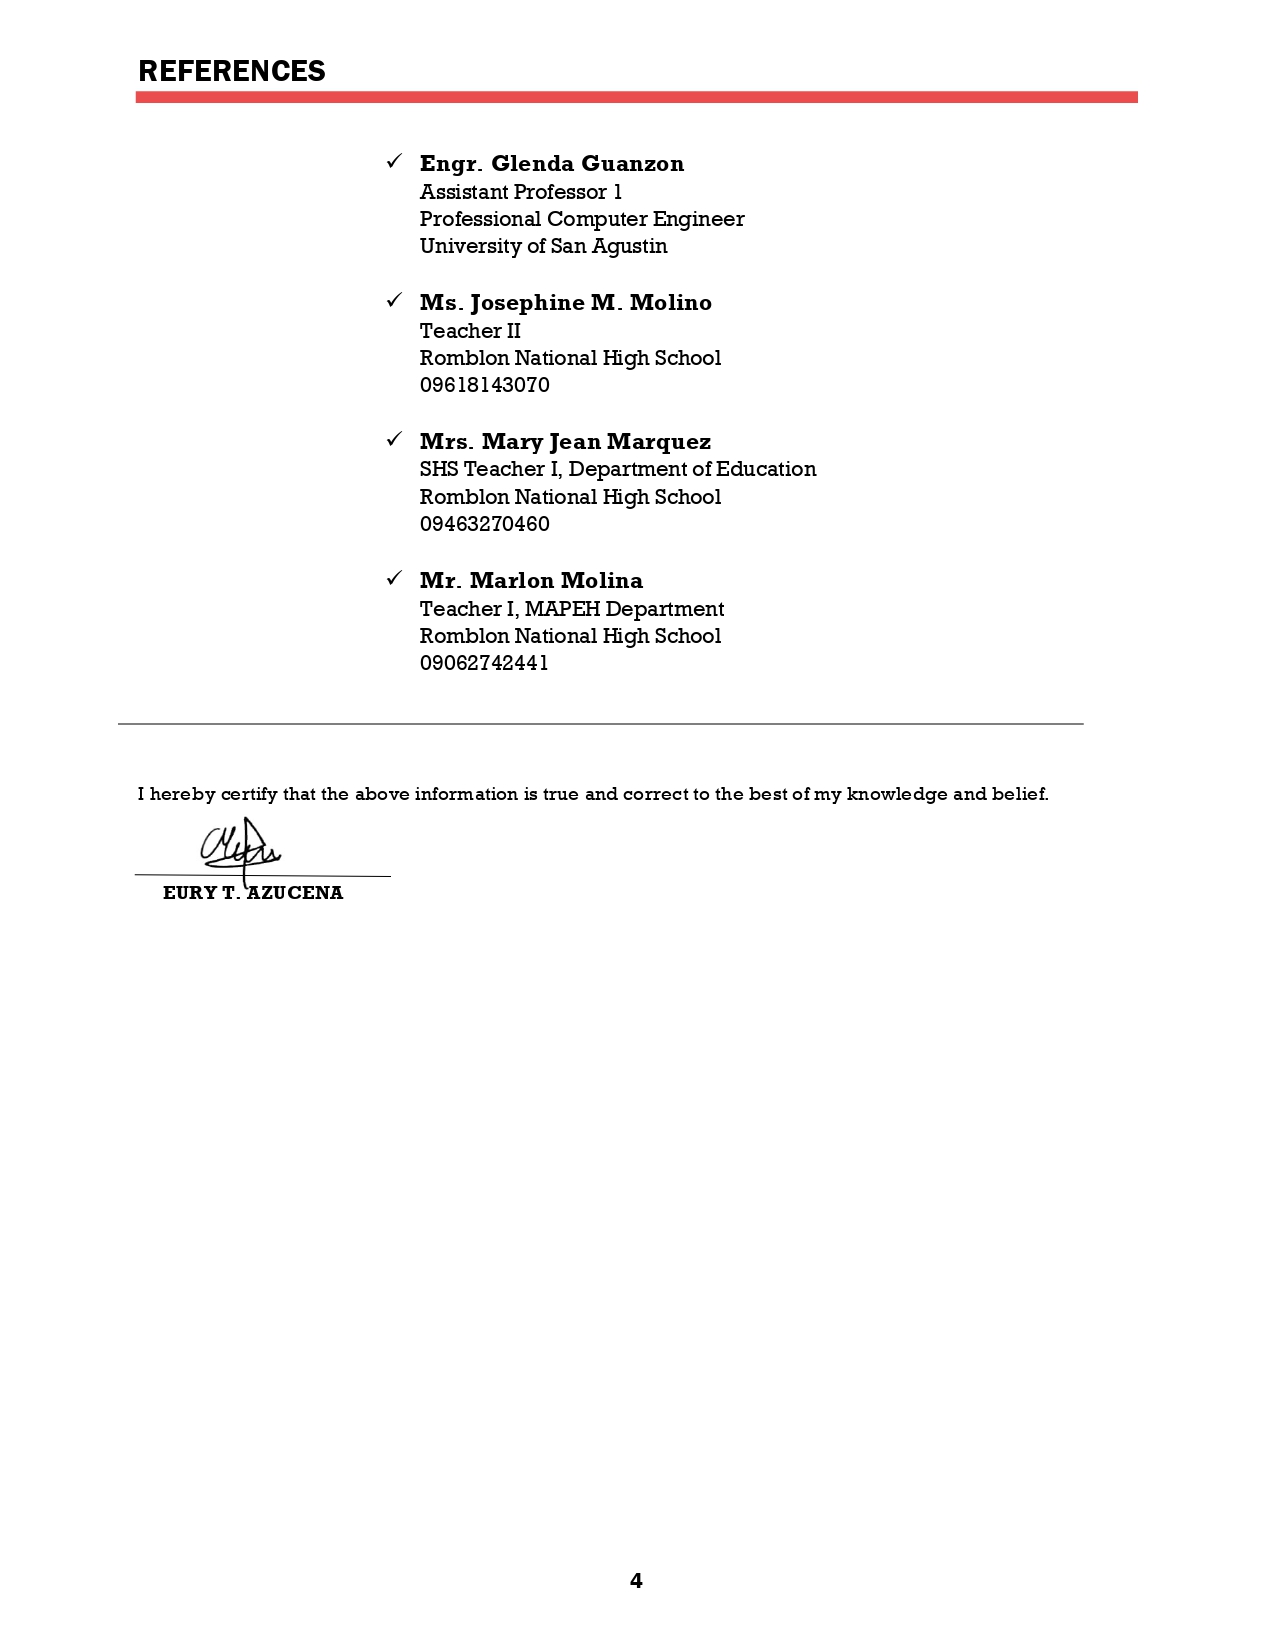 REFERENCES
✓ Engr. Glenda Guanzon
Assistant Professor 1
Professional Computer Engineer
University of San Agustin
✓ Ms. Josephine M. Molino
Teacher II
Romblon National High School
09618143070
✓ Mrs. Mary Jean Marquez
SHS Teacher I, Department of Education
Romblon National High School
09463270460
✓ Mr. Marlon Molina
Teacher I, MAPEH Department
Romblon National High School
09062742441
I hereby certify that the above information is true and correct to the best of my knowledge and belief.
EURY T. AZUCENA
4